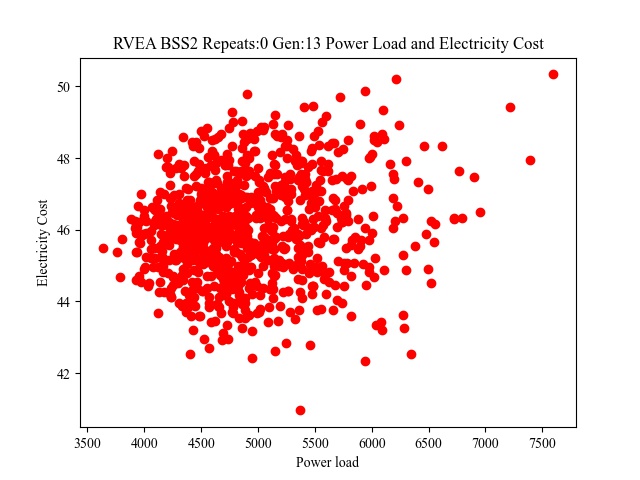 RVEA BSS2 Repeats:0 Gen:13 Power Load and Electricity Cost
Electricity Cost
50
48
46
44
42
3500 4000 4500 5000 5500 6000 6500 7000 7500
Power load